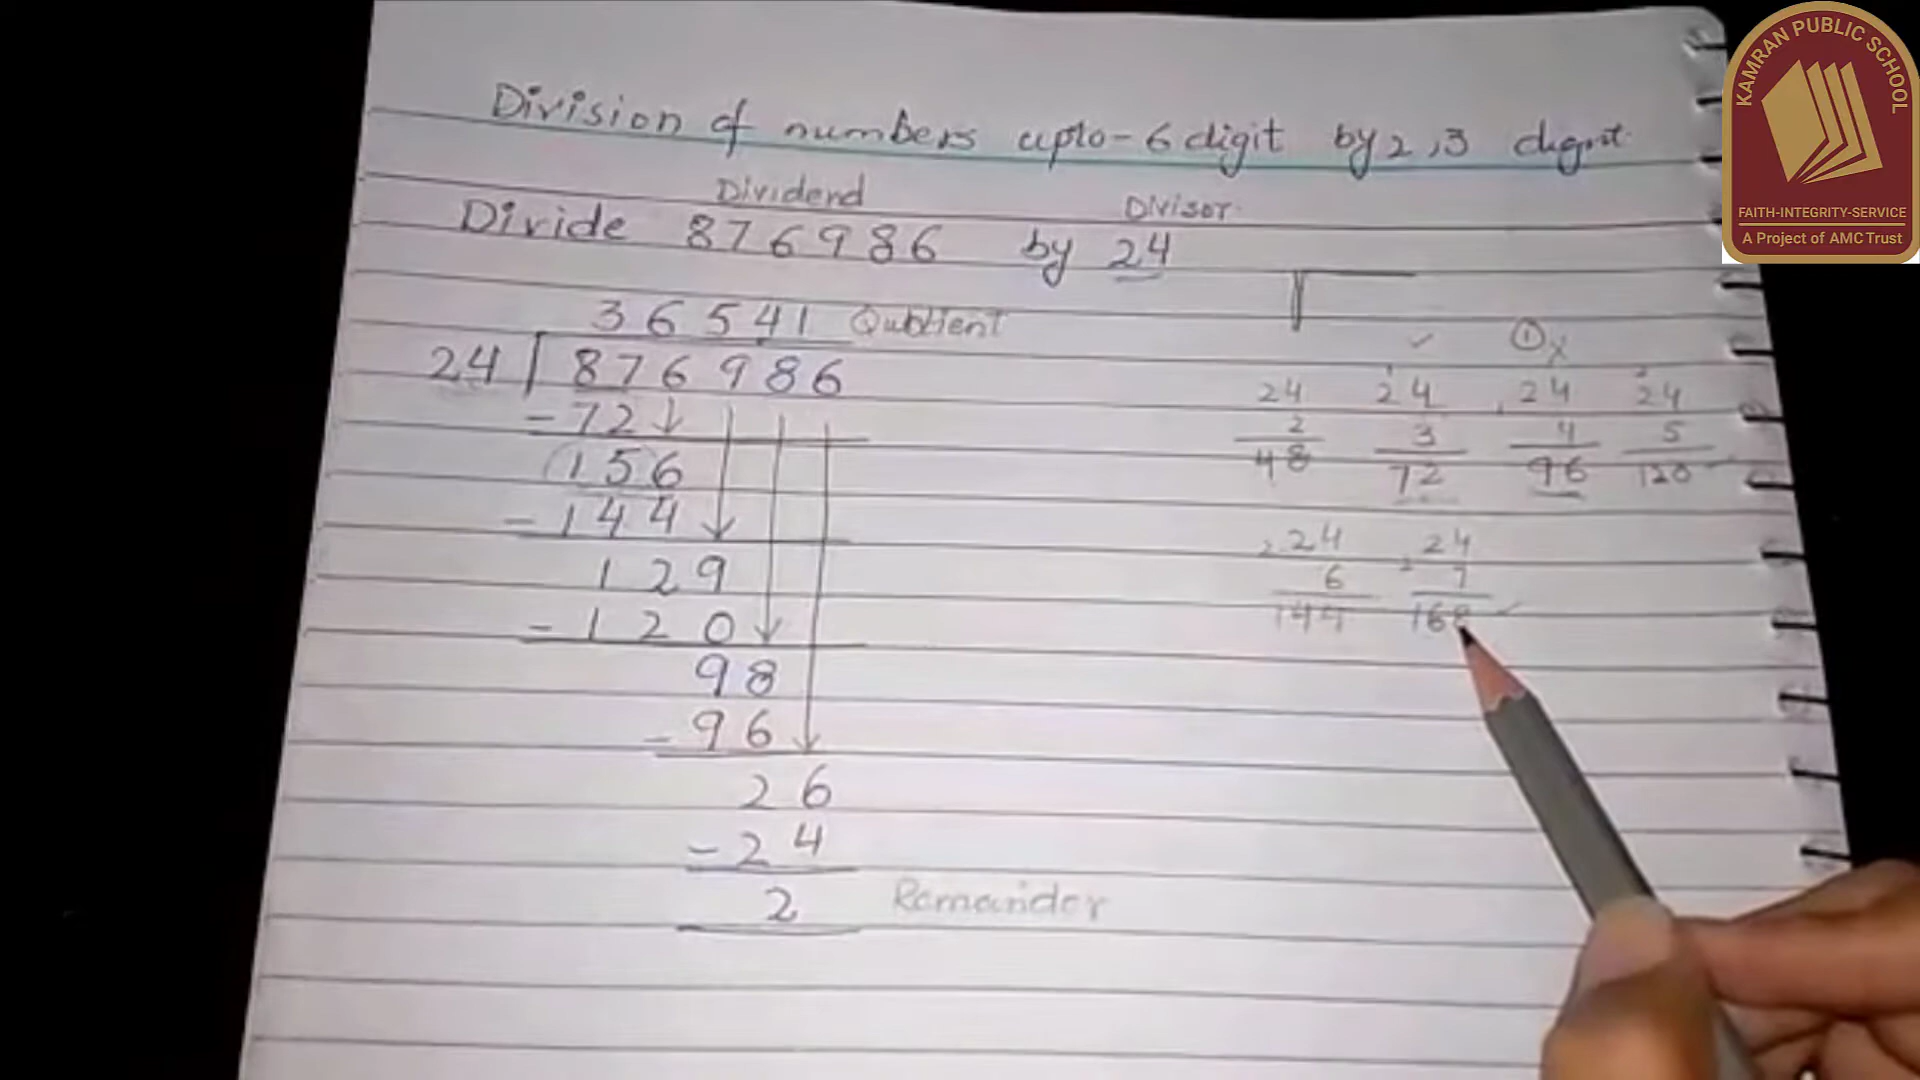 KAMRAN PUBLIC SCHOOL
FAITH-INTEGRITY-SERVICE
A Project of AMC Trust
Division of numbers upto-6 digit by 2,3 digit
Dividend Divisor
Divide 876986 by 24
36541 Quotient
24 876986
-72
156
-144
129
-120
98
-96
26
-24
2 Remainder
1 x
24 24 24 24
2 3 4 5
48 72 96 120
24 24
6 7
144 168